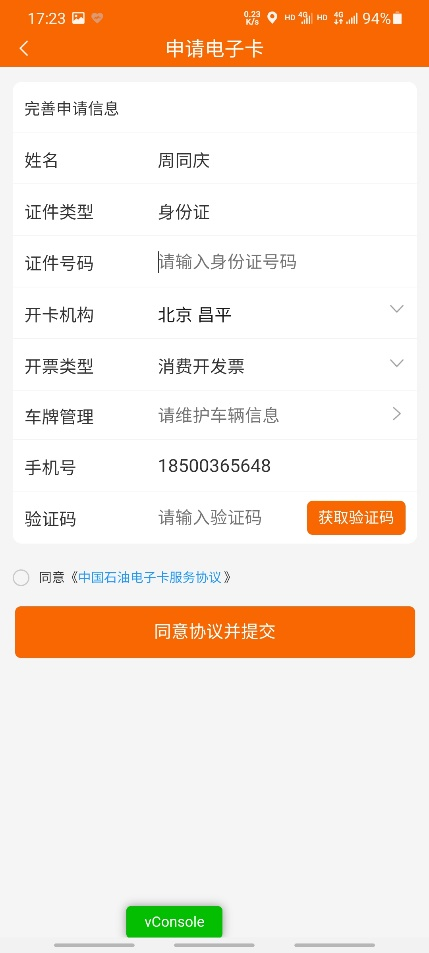 17:23 0.23 K/s HD 4G HD 4G 94%
申请电子卡
完善申请信息
姓名 周同庆
证件类型 身份证
证件号码 请输入身份证号码
开卡机构 北京 昌平
开票类型 消费开发票
车牌管理 请维护车辆信息
手机号 18500365648
验证码 请输入验证码 获取验证码
同意《中国石油电子卡服务协议》
同意协议并提交
vConsole